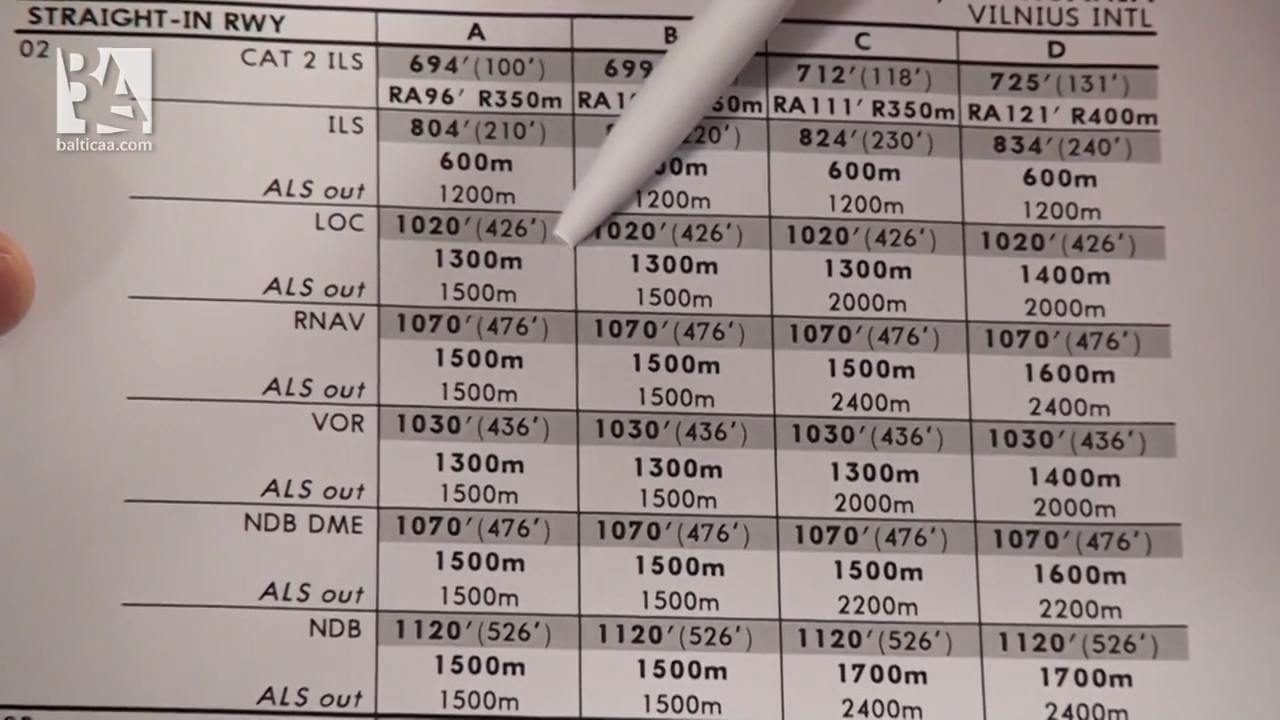 VILNIUS INTL
STRAIGHT-IN RWY A B C D
02 CAT 2 ILS 694'(100') 699 712'(118') 725'(131')
RA96' R350m RA111' R350m RA121' R400m
BA
balticaa.com
ILS 804'(210') 824'(230') 834'(240')
600m 600m 600m
ALS out 1200m 1200m 1200m 1200m
LOC 1020'(426') 1020'(426') 1020'(426') 1020'(426')
1300m 1300m 1300m 1400m
ALS out 1500m 1500m 2000m 2000m
RNAV 1070'(476') 1070'(476') 1070'(476') 1070'(476')
1500m 1500m 1500m 1600m
ALS out 1500m 1500m 2400m 2400m
VOR 1030'(436') 1030'(436') 1030'(436') 1030'(436')
1300m 1300m 1300m 1400m
ALS out 1500m 1500m 2000m 2000m
NDB DME 1070'(476') 1070'(476') 1070'(476') 1070'(476')
1500m 1500m 1500m 1600m
ALS out 1500m 1500m 2200m 2200m
NDB 1120'(526') 1120'(526') 1120'(526') 1120'(526')
1500m 1500m 1700m 1700m
ALS out 1500m 1500m 2400m 2400m